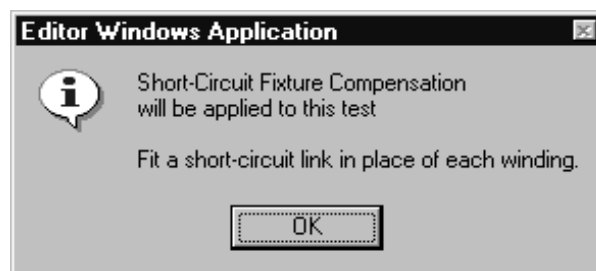 Editor Windows Application
Short-Circuit Fixture Compensation
will be applied to this test
Fit a short-circuit link in place of each winding.
OK